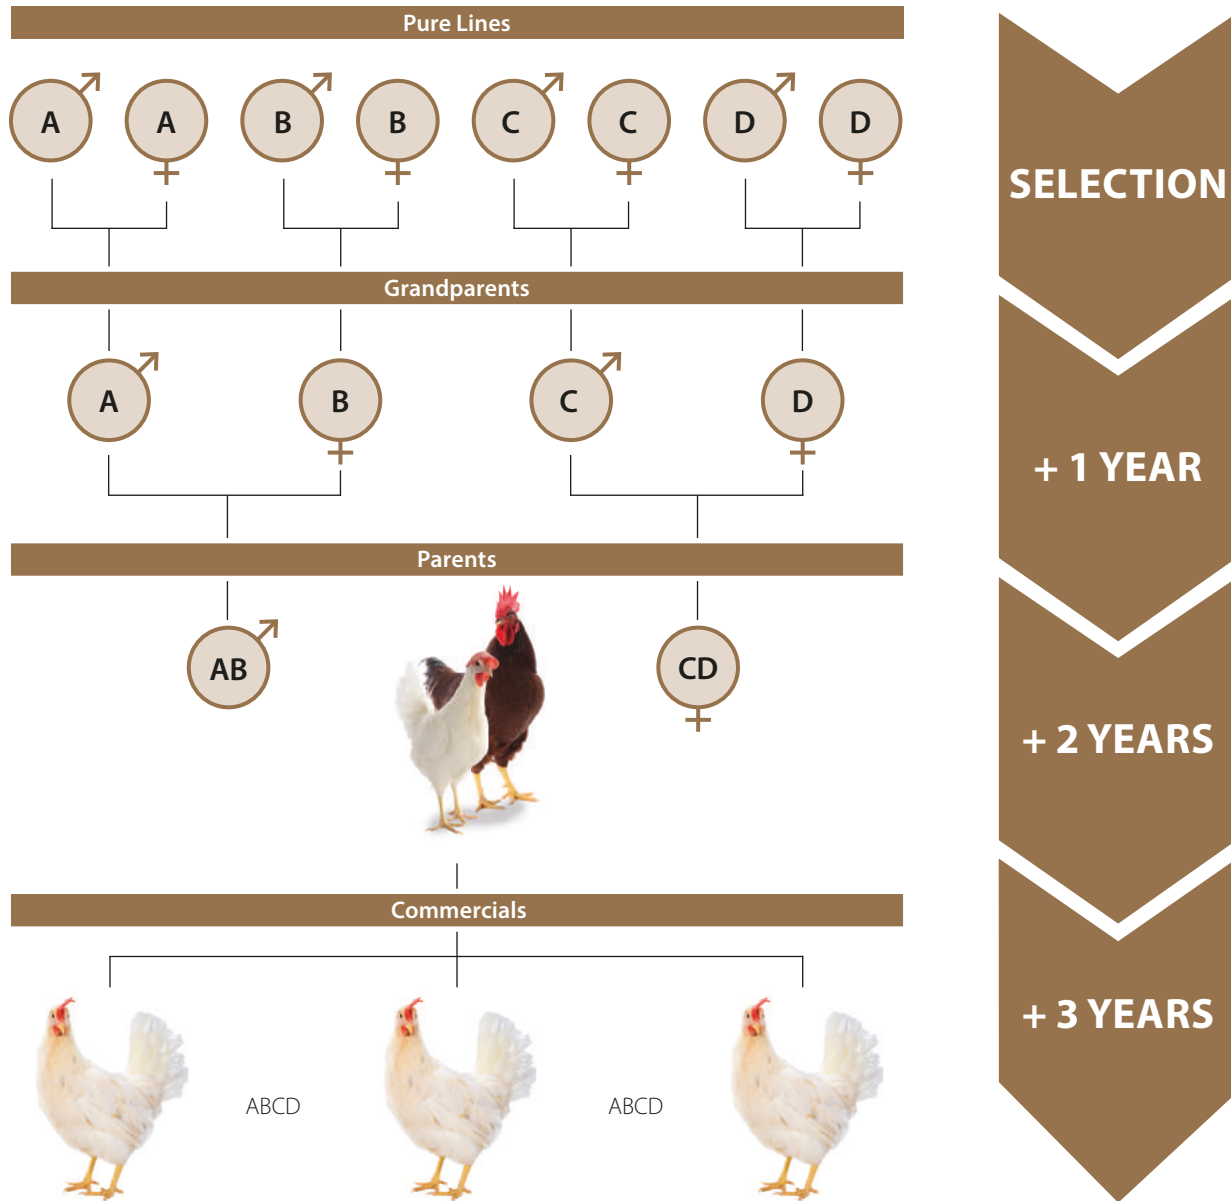 Pure Lines
A A B B C C D D
SELECTION
Grandparents
A B C D
+ 1 YEAR
Parents
AB CD
+ 2 YEARS
Commercials
ABCD ABCD
+ 3 YEARS